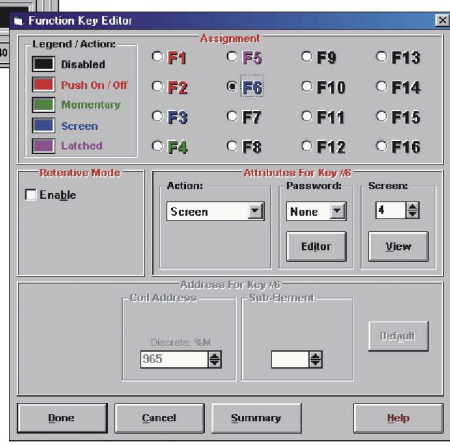 Function Key Editor
40
Legend / Action:
Disabled
Push On / Off
Momentary
Screen
Latched
Assignment
F1 F5 F9 F13
F2 F6 F10 F14
F3 F7 F11 F15
F4 F8 F12 F16
Retentive Mode
Enable
Attributes For Key #6
Action: Password: Screen:
Screen None 4
Editor View
Address For Key #6
Coil Address Sub-Element
Discrete: %M
965
Default
Done Cancel Summary Help